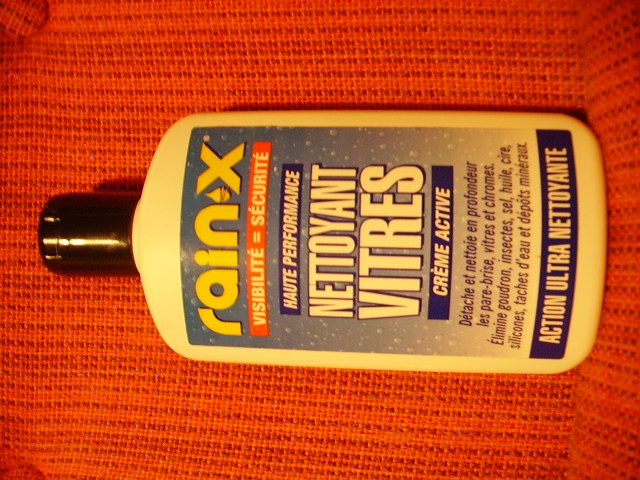 rain-x
VISIBILITÉ = SÉCURITÉ
HAUTE PERFORMANCE
NETTOYANT
VITRES
CRÈME ACTIVE
Détache et nettoie en profondeur
les pare-brise, vitres et chromes.
Élimine goudron, insectes, sel, huile, cire,
silicones, taches d'eau et dépôts minéraux.
ACTION ULTRA NETTOYANTE